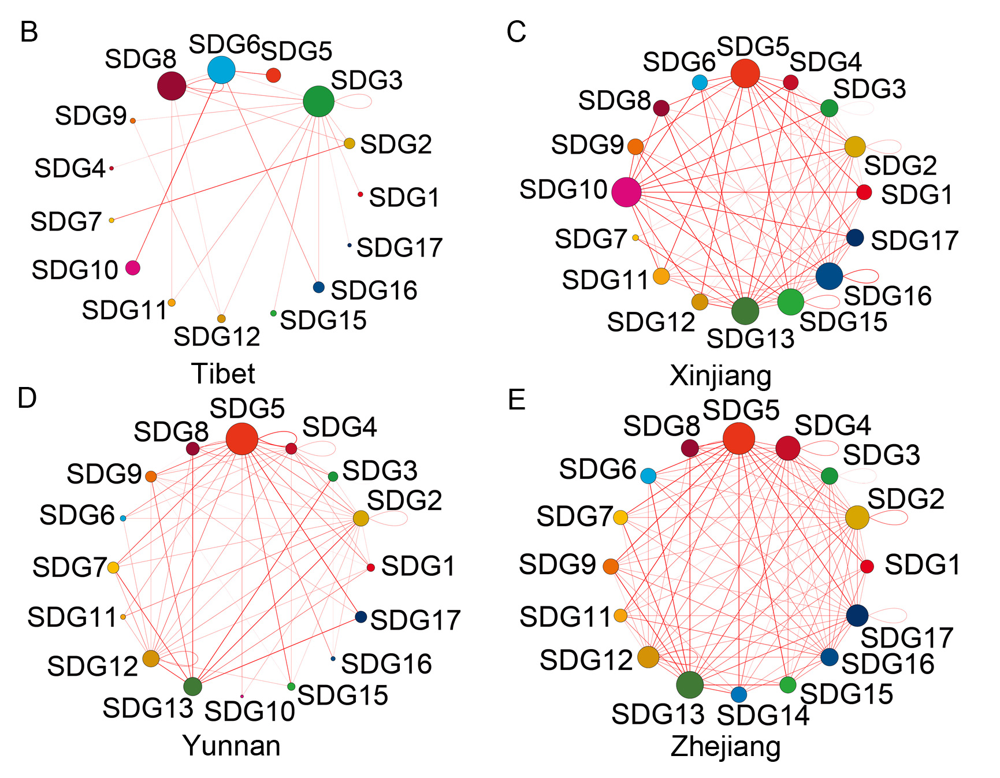 B
SDG6
SDG5
SDG8
SDG3
SDG9
SDG2
SDG4
SDG1
SDG7
SDG17
SDG10
SDG16
SDG11
SDG15
SDG12
Tibet
C
SDG5
SDG6
SDG4
SDG3
SDG8
SDG9
SDG2
SDG10
SDG1
SDG7
SDG17
SDG11
SDG16
SDG12
SDG15
SDG13
Xinjiang
D
SDG5
SDG8
SDG4
SDG9
SDG3
SDG2
SDG6
SDG7
SDG1
SDG11
SDG17
SDG12
SDG16
SDG13
SDG10
SDG15
Yunnan
E
SDG5
SDG8
SDG4
SDG3
SDG6
SDG2
SDG7
SDG9
SDG1
SDG11
SDG17
SDG12
SDG16
SDG15
SDG13
SDG14
Zhejiang